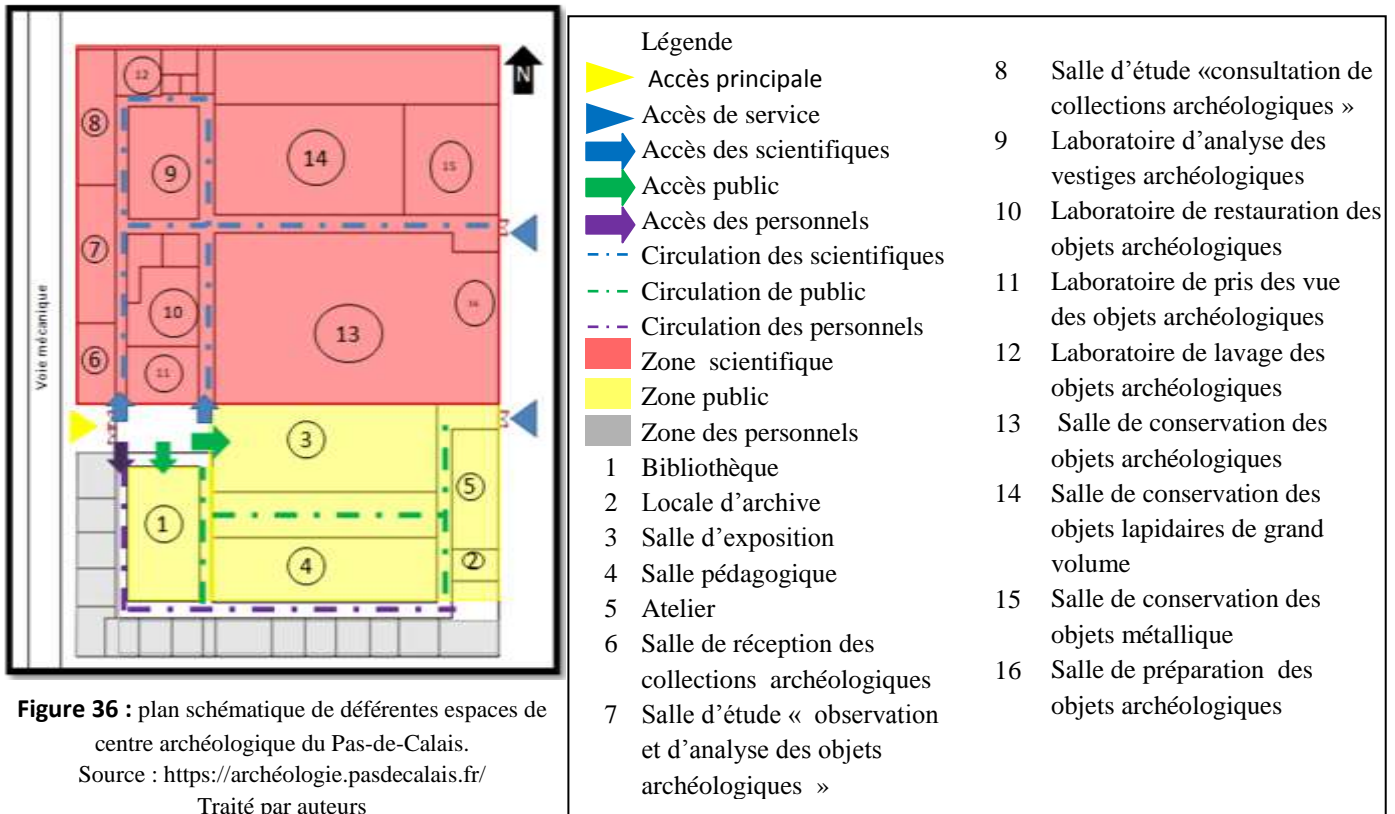 N
12
8
14
15
9
7
Voie mécanique
10
16
13
6
11
3
5
1
4
2
Figure 36 : plan schématique de déférentes espaces de
centre archéologique du Pas-de-Calais.
Source : https://archéologie.pasdecalais.fr/
Traité par auteurs
Légende
Accès principale
Accès de service
Accès des scientifiques
Accès public
Accès des personnels
Circulation des scientifiques
Circulation de public
Circulation des personnels
Zone scientifique
Zone public
Zone des personnels
1 Bibliothèque
2 Locale d’archive
3 Salle d’exposition
4 Salle pédagogique
5 Atelier
6 Salle de réception des
collections archéologiques
7 Salle d’étude « observation
et d’analyse des objets
archéologiques »
8 Salle d’étude «consultation de
collections archéologiques »
9 Laboratoire d’analyse des
vestiges archéologiques
10 Laboratoire de restauration des
objets archéologiques
11 Laboratoire de pris des vue
des objets archéologiques
12 Laboratoire de lavage des
objets archéologiques
13 Salle de conservation des
objets archéologiques
14 Salle de conservation des
objets lapidaires de grand
volume
15 Salle de conservation des
objets métallique
16 Salle de préparation des
objets archéologiques